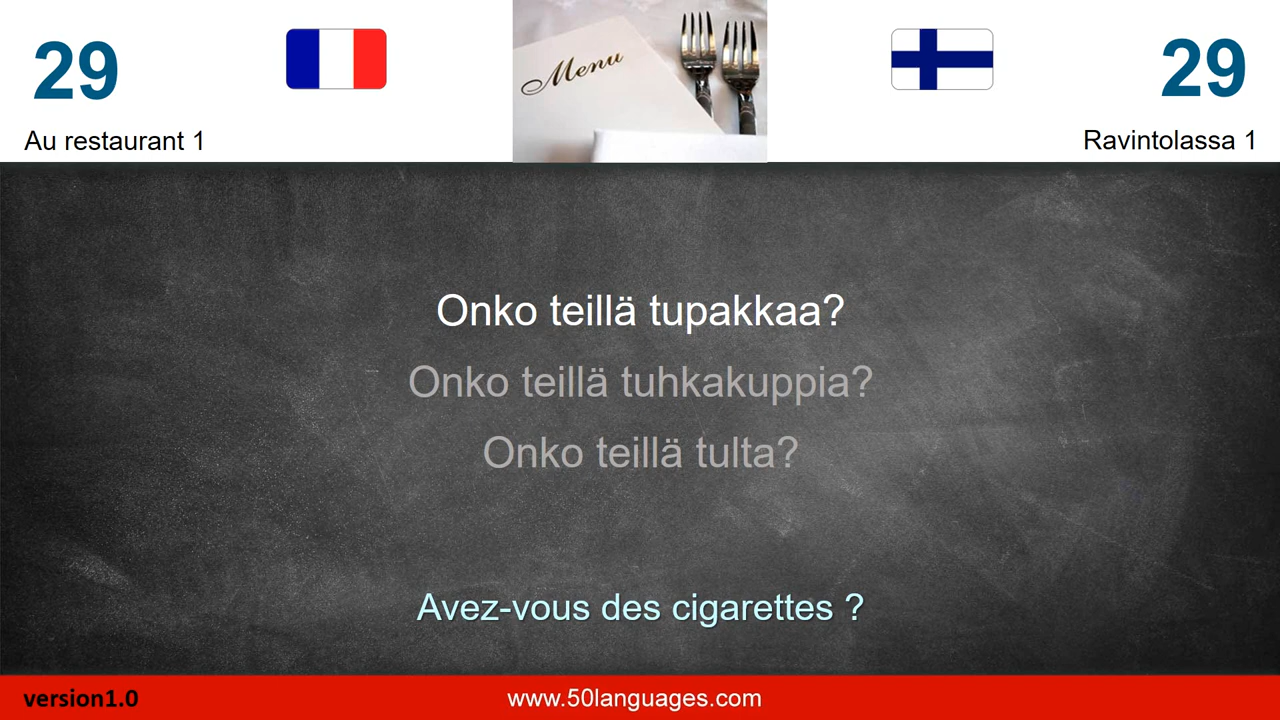 29
29
Menu
Au restaurant 1
Ravintolassa 1
Onko teillä tupakkaa?
Onko teillä tuhkakuppia?
Onko teillä tulta?
Avez-vous des cigarettes ?
version1.0
www.50languages.com